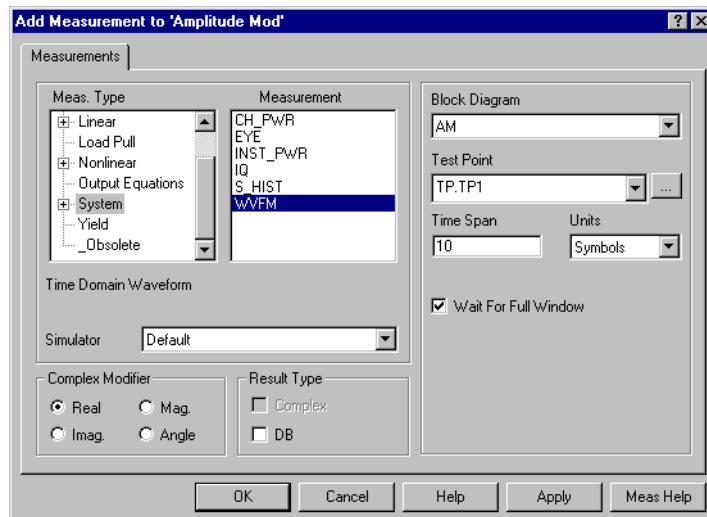 Add Measurement to 'Amplitude Mod'
Measurements
Meas. Type
Linear
Load Pull
Nonlinear
Output Equations
System
Yield
_Obsolete
Measurement
CH_PWR
EYE
INST_PWR
IQ
S_HIST
WVFM
Time Domain Waveform
Simulator Default
Complex Modifier
Real Mag.
Imag. Angle
Result Type
Complex
DB
Block Diagram
AM
Test Point
TP.TP1 ...
Time Span Units
10 Symbols
Wait For Full Window
OK Cancel Help Apply Meas Help